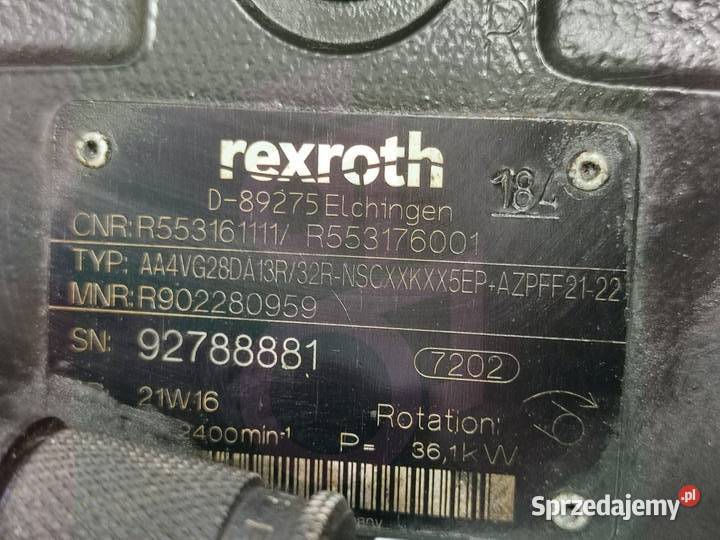 rexroth
D-89275 Elchingen
184
CNR: R553161111/ R553176001
TYP: AA4VG28DA13R/32R-NSCXXKXX5EP+AZPFF21-22
MNR: R902280959
SN: 92788881 7202
21W16
Rotation:
2400min-1 P= 36,1kW
Sprzedajemy.pl